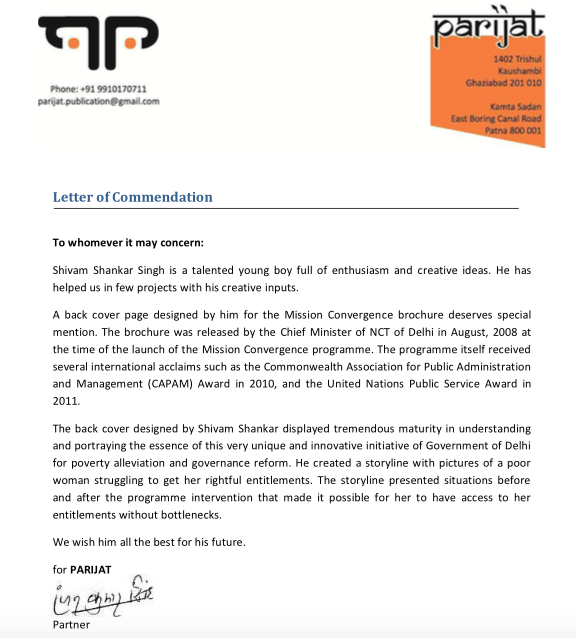 Phone: +91 9910170711
parijat.publication@gmail.com
parijat
1402 Trishul
Kaushambi
Ghaziabad 201 010
Kamta Sadan
East Boring Canal Road
Patna 800 001
Letter of Commendation
To whomever it may concern:
Shivam Shankar Singh is a talented young boy full of enthusiasm and creative ideas. He has
helped us in few projects with his creative inputs.
A back cover page designed by him for the Mission Convergence brochure deserves special
mention. The brochure was released by the Chief Minister of NCT of Delhi in August, 2008 at
the time of the launch of the Mission Convergence programme. The programme itself received
several international acclaims such as the Commonwealth Association for Public Administration
and Management (CAPAM) Award in 2010, and the United Nations Public Service Award in
2011.
The back cover designed by Shivam Shankar displayed tremendous maturity in understanding
and portraying the essence of this very unique and innovative initiative of Government of Delhi
for poverty alleviation and governance reform. He created a storyline with pictures of a poor
woman struggling to get her rightful entitlements. The storyline presented situations before
and after the programme intervention that made it possible for her to have access to her
entitlements without bottlenecks.
We wish him all the best for his future.
for PARIJAT
Partner